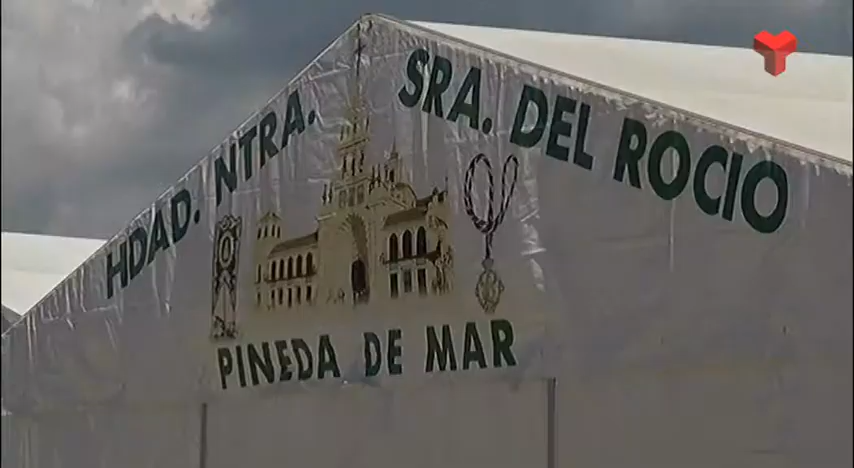 HDAD. NTRA. SRA. DEL ROCIO
PINEDA DE MAR